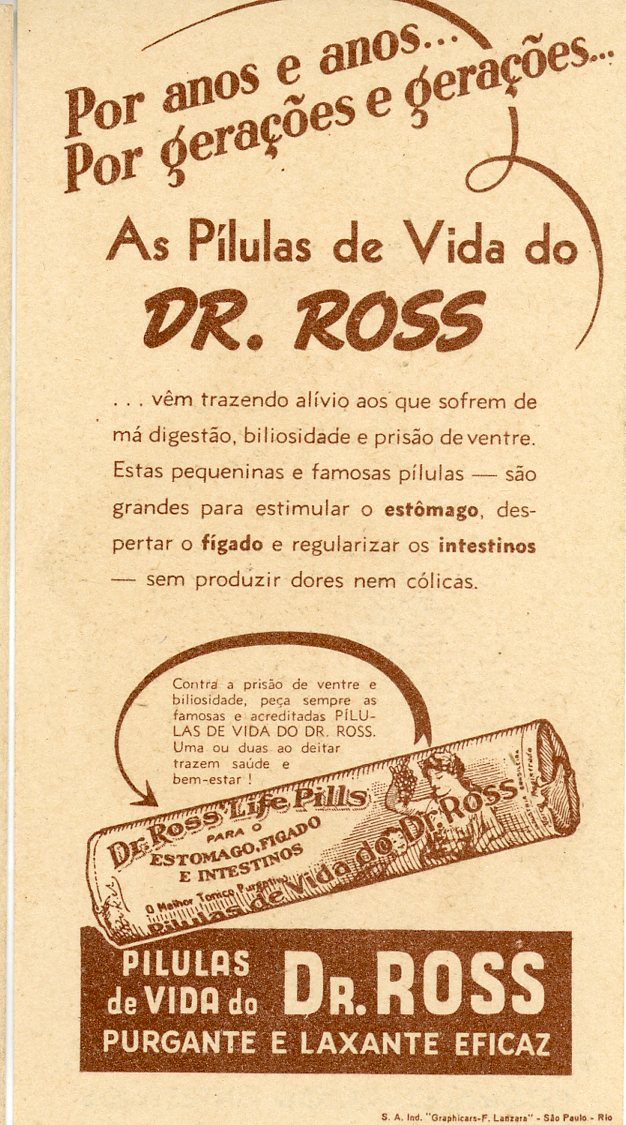 Por anos e anos...
Por gerações e gerações...
As Pílulas de Vida do
DR. ROSS
. . . vêm trazendo alívio aos que sofrem de
má digestão, biliosidade e prisão de ventre.
Estas pequeninas e famosas pílulas — são
grandes para estimular o estômago, des-
pertar o fígado e regularizar os intestinos
— sem produzir dores nem cólicas.
Contra a prisão de ventre e
biliosidade, peça sempre as
famosas e acreditadas PÍLU-
LAS DE VIDA DO DR. ROSS.
Uma ou duas ao deitar
trazem saúde e
bem-estar !
Dr. Ross' Life Pills
PARA O
ESTOMAGO, FIGADO
E INTESTINOS
O Melhor Tonico Purgativo
Pilulas de Vida do Dr. Ross
PILULAS
de VIDA do DR. ROSS
PURGANTE E LAXANTE EFICAZ
S. A. Ind. "Graphicars-F. Lanzara" - São Paulo - Rio